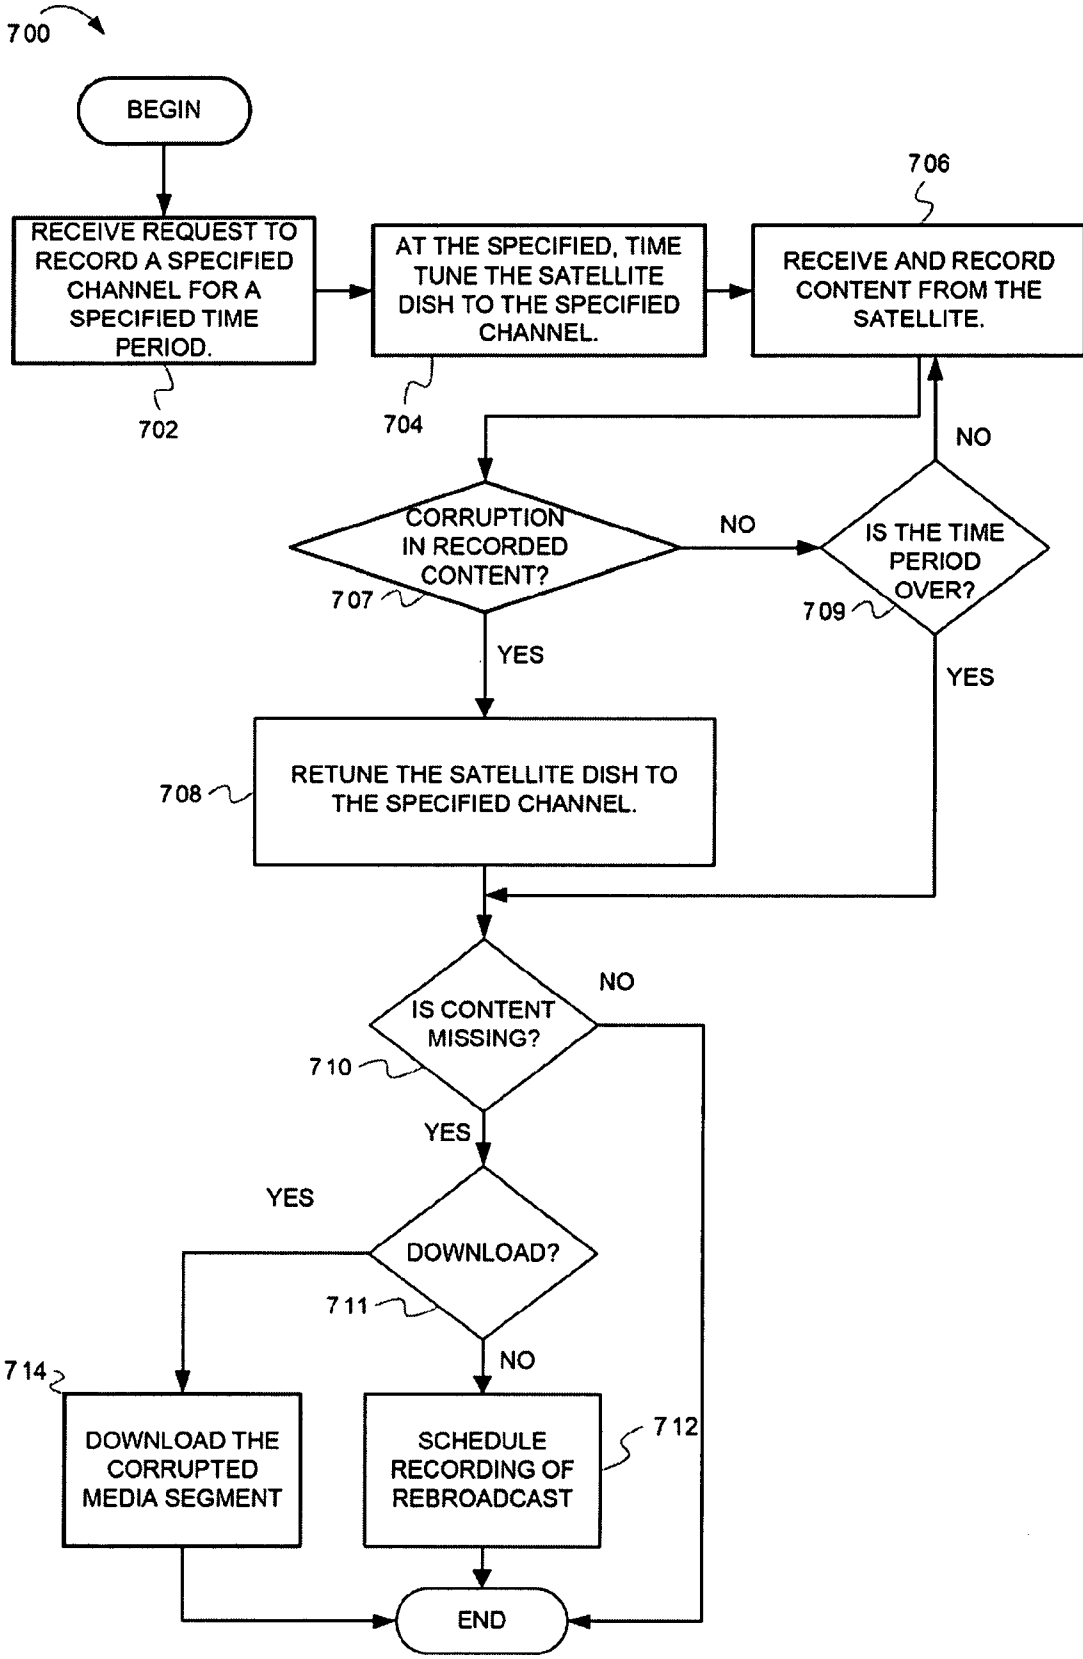 700
BEGIN
RECEIVE REQUEST TO
RECORD A SPECIFIED
CHANNEL FOR A
SPECIFIED TIME
PERIOD.
702
AT THE SPECIFIED, TIME
TUNE THE SATELLITE
DISH TO THE SPECIFIED
CHANNEL.
704
706
RECEIVE AND RECORD
CONTENT FROM THE
SATELLITE.
NO
CORRUPTION
IN RECORDED
CONTENT?
707
NO
IS THE TIME
PERIOD
OVER?
709
YES
YES
RETUNE THE SATELLITE DISH TO
THE SPECIFIED CHANNEL.
708
IS CONTENT
MISSING?
710
NO
YES
DOWNLOAD?
711
YES
NO
714
DOWNLOAD THE
CORRUPTED
MEDIA SEGMENT
SCHEDULE
RECORDING OF
REBROADCAST
712
END